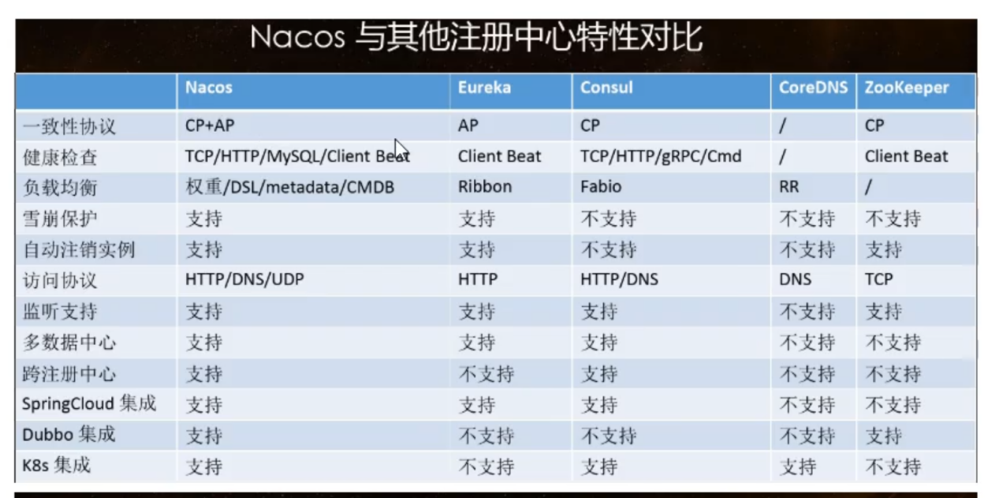 Nacos 与其他注册中心特性对比
Nacos Eureka Consul CoreDNS ZooKeeper
一致性协议 CP+AP AP CP / CP
健康检查 TCP/HTTP/MySQL/Client Beat Client Beat TCP/HTTP/gRPC/Cmd / Client Beat
负载均衡 权重/DSL/metadata/CMDB Ribbon Fabio RR /
雪崩保护 支持 支持 不支持 不支持 不支持
自动注销实例 支持 支持 不支持 不支持 支持
访问协议 HTTP/DNS/UDP HTTP HTTP/DNS DNS TCP
监听支持 支持 支持 支持 不支持 支持
多数据中心 支持 支持 支持 不支持 不支持
跨注册中心 支持 不支持 支持 不支持 不支持
SpringCloud 集成 支持 支持 支持 不支持 不支持
Dubbo 集成 支持 不支持 不支持 不支持 支持
K8s 集成 支持 不支持 支持 支持 不支持